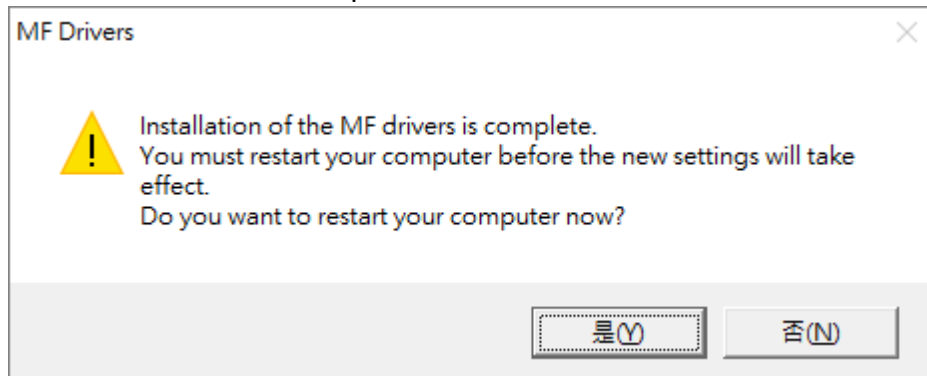 MF Drivers
Installation of the MF drivers is complete.
You must restart your computer before the new settings will take
effect.
Do you want to restart your computer now?
是(Y)
否(N)